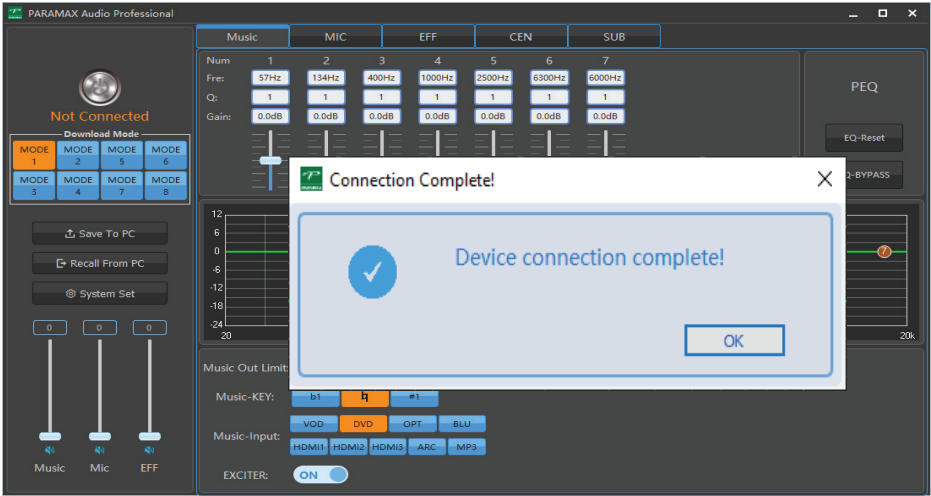 PARAMAX Audio Professional
Music MIC EFF CEN SUB
Num 1 2 3 4 5 6 7
Fre: 57Hz 134Hz 400Hz 1000Hz 2500Hz 6300Hz 6000Hz
Q: 1 1 1 1 1 1 1
Gain: 0.0dB 0.0dB 0.0dB 0.0dB 0.0dB 0.0dB 0.0dB
PEQ
EQ-Reset
Q-BYPASS
Not Connected
Download Mode
MODE 1 MODE 2 MODE 5 MODE 6
MODE 3 MODE 4 MODE 7 MODE 8
Save To PC
Recall From PC
System Set
0 0 0
Music Mic EFF
Connection Complete!
Device connection complete!
OK
12
6
0 7
-6
-12
-18
-24
20 20k
Music Out Limit:
Music-KEY: b1 ♮ #1
Music-Input: VOD DVD OPT BLU
HDMI1 HDMI2 HDMI3 ARC MP3
EXCITER: ON